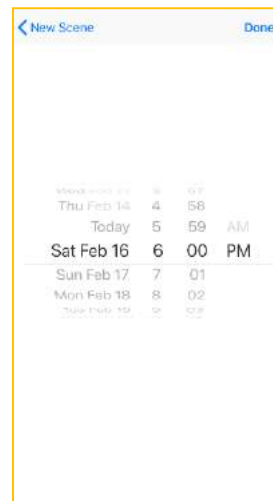 New Scene Done
Thu Feb 14 4 58
Today 5 59 AM
Sat Feb 16 6 00 PM
Sun Feb 17 7 01
Mon Feb 18 8 02